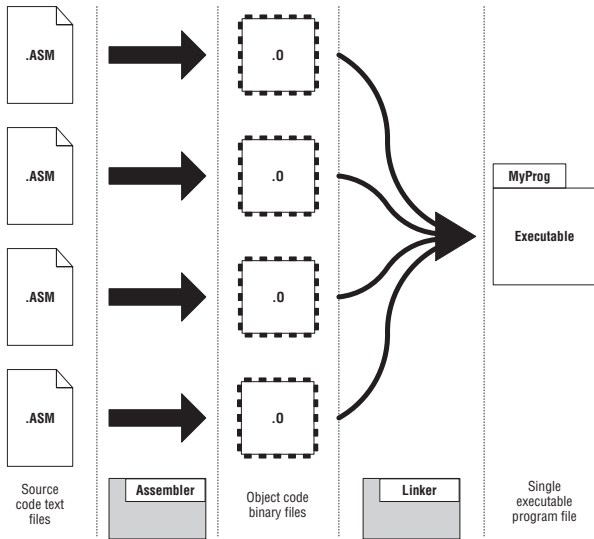 .ASM
.O
.ASM
.O
MyProg
Executable
.ASM
.O
.ASM
.O
Source
code text
files
Assembler
Object code
binary files
Linker
Single
executable
program file